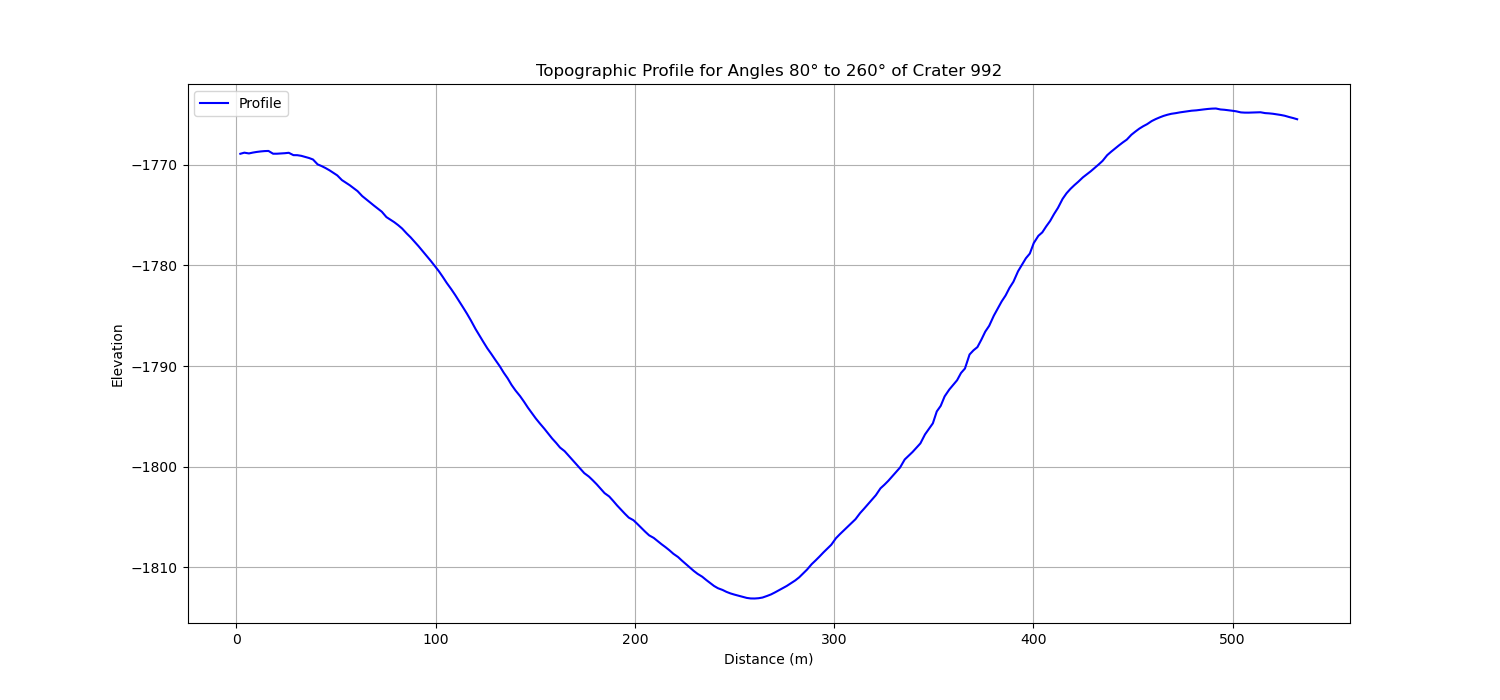 Topographic Profile for Angles 80° to 260° of Crater 992
Profile
−1770
−1780
−1790
−1800
−1810
Elevation
0 100 200 300 400 500
Distance (m)